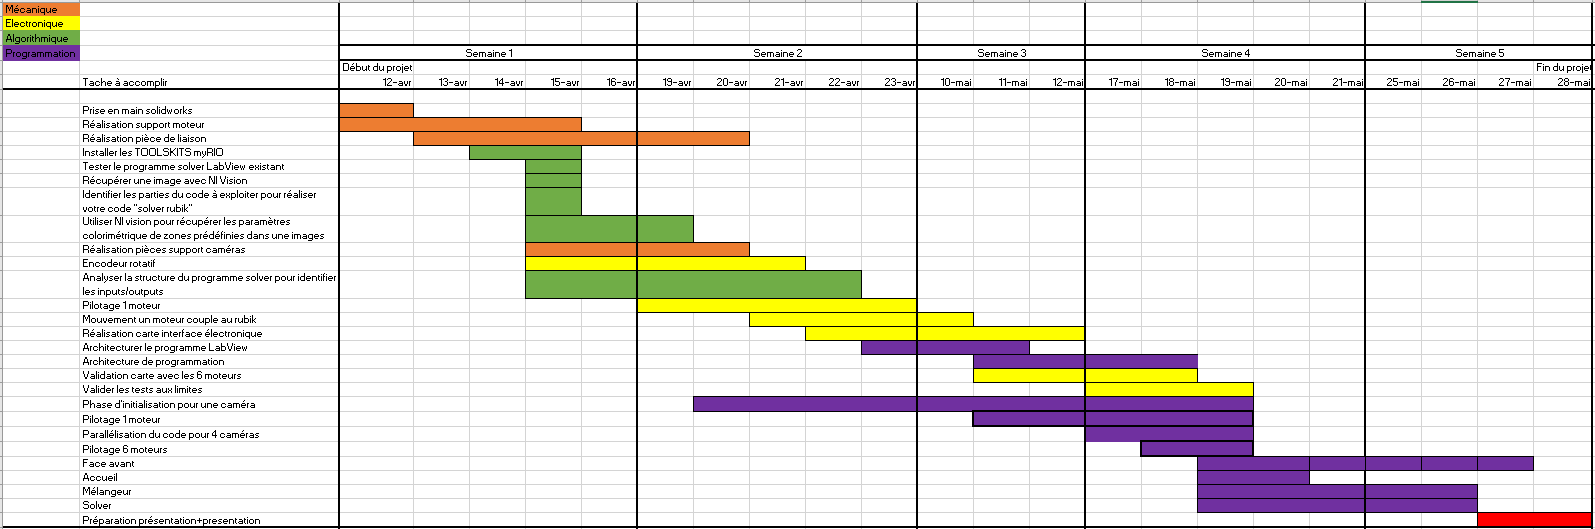 Mécanique
Electronique
Algorithmique
Programmation
Semaine 1 Semaine 2 Semaine 3 Semaine 4 Semaine 5
Début du projet Fin du projet
Tache à accomplir 12-avr 13-avr 14-avr 15-avr 16-avr 19-avr 20-avr 21-avr 22-avr 23-avr 10-mai 11-mai 12-mai 17-mai 18-mai 19-mai 20-mai 21-mai 25-mai 26-mai 27-mai 28-mai
Prise en main solidworks
Réalisation support moteur
Réalisation pièce de liaison
Installer les TOOLSKITS myRIO
Tester le programme solver LabView existant
Récupérer une image avec NI Vision
Identifier les parties du code à exploiter pour réaliser
votre code "solver rubik"
Utiliser NI vision pour récupérer les paramètres
colorimétrique de zones prédéfinies dans une images
Réalisation pièces support caméras
Encodeur rotatif
Analyser la structure du programme solver pour identifier
les inputs/outputs
Pilotage 1 moteur
Mouvement un moteur couple au rubik
Réalisation carte interface électronique
Architecturer le programme LabView
Architecture de programmation
Validation carte avec les 6 moteurs
Valider les tests aux limites
Phase d'initialisation pour une caméra
Pilotage 1 moteur
Parallélisation du code pour 4 caméras
Pilotage 6 moteurs
Face avant
Accueil
Mélangeur
Solver
Préparation présentation+presentation